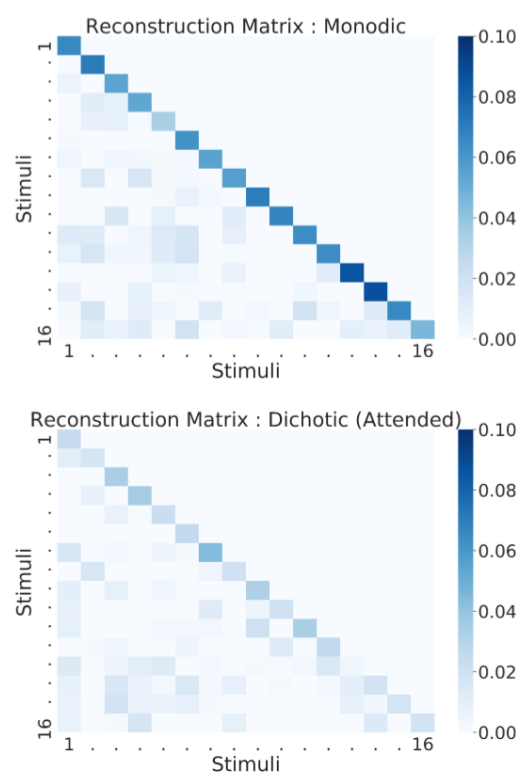 Reconstruction Matrix : Monodic
Stimuli
1 . . . . . . . . . . . . . . 16
0.10
0.08
0.06
0.04
0.02
0.00
1 . . . . . . . . . . . . . . 16
Stimuli
Reconstruction Matrix : Dichotic (Attended)
Stimuli
1 . . . . . . . . . . . . . . 16
0.10
0.08
0.06
0.04
0.02
0.00
1 . . . . . . . . . . . . . . 16
Stimuli